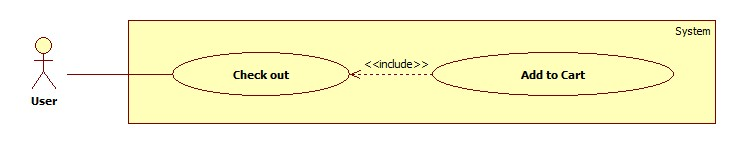 System
<<include>>
Check out
Add to Cart
User